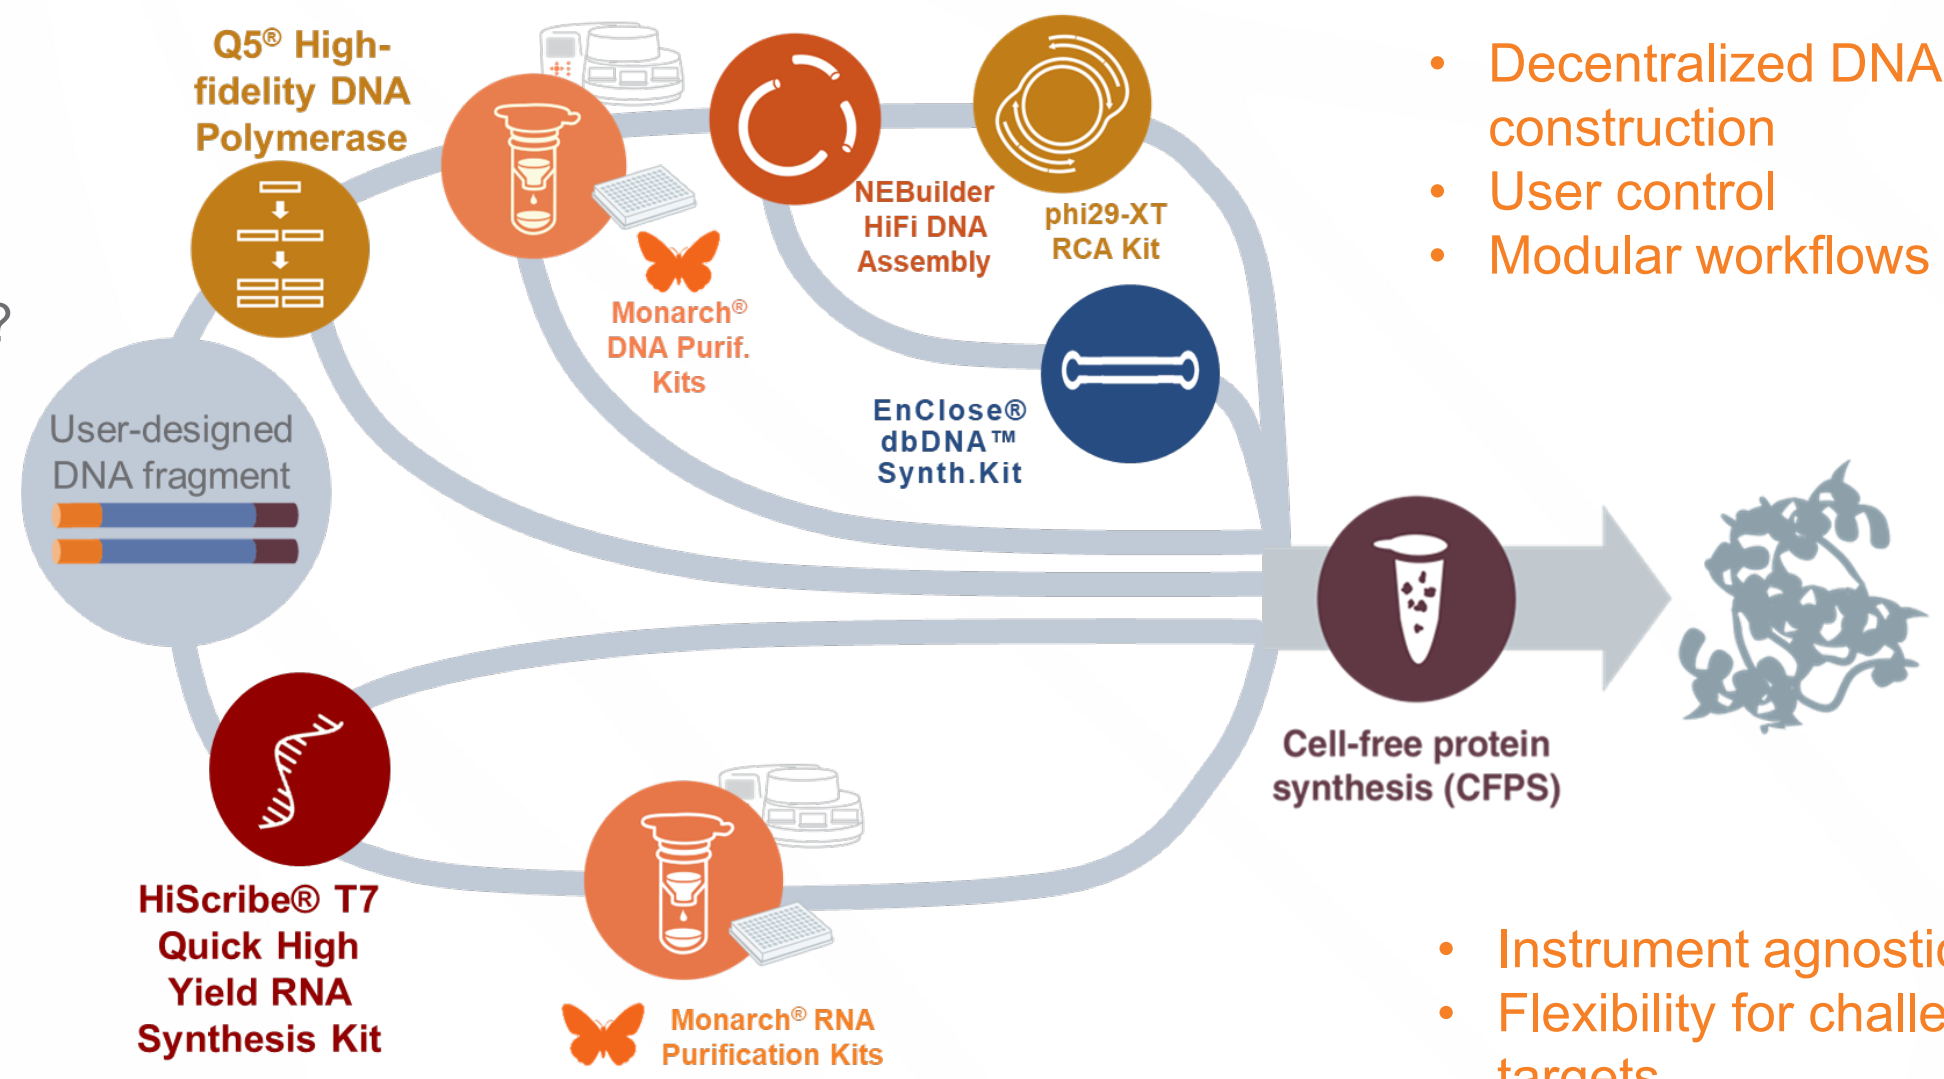 Q5® High-
fidelity DNA
Polymerase
NEBuilder
HiFi DNA
Assembly
phi29-XT
RCA Kit
• Decentralized DNA
construction
• User control
• Modular workflows
?
Monarch®
DNA Purif.
Kits
EnClose®
dbDNA™
Synth.Kit
User-designed
DNA fragment
Cell-free protein
synthesis (CFPS)
HiScribe® T7
Quick High
Yield RNA
Synthesis Kit
Monarch® RNA
Purification Kits
• Instrument agnostic
• Flexibility for challe
targets